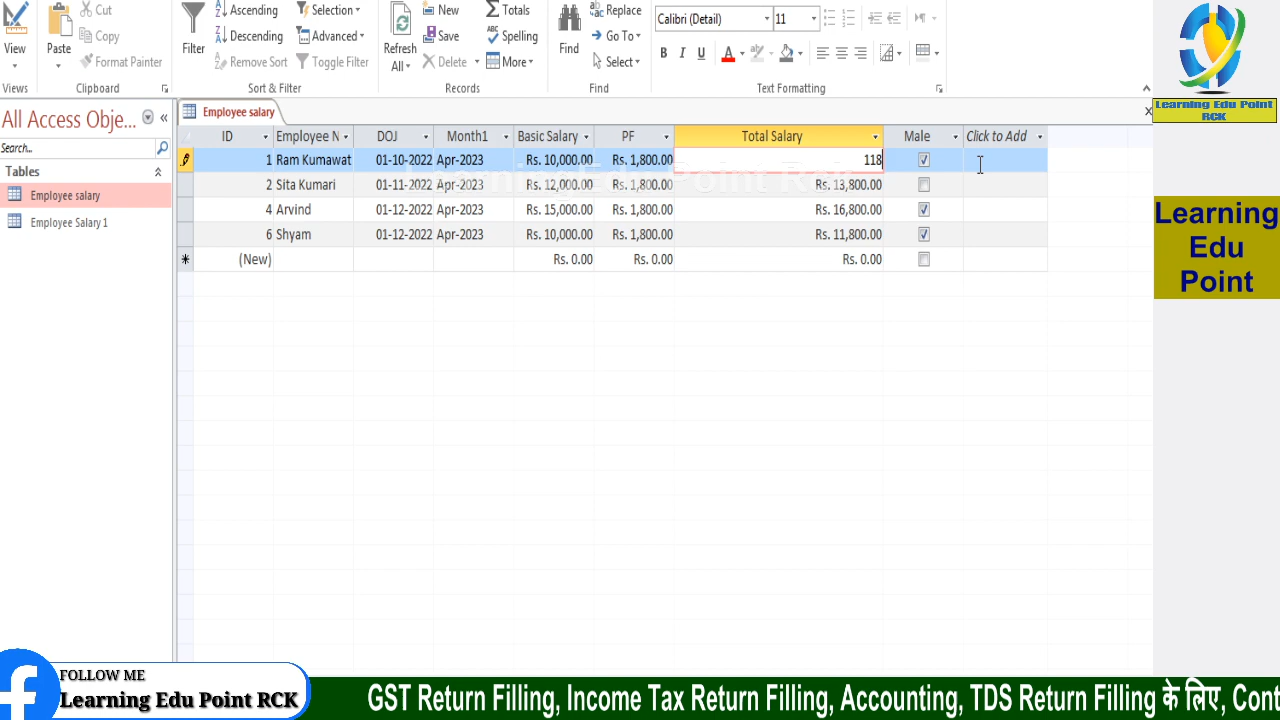 Cut
Copy
Format Painter
View
Paste
Views
Clipboard
Filter
Ascending
Descending
Remove Sort
Selection
Advanced
Toggle Filter
Sort & Filter
Refresh
All
New
Save
Delete
Totals
Spelling
More
Records
Find
Replace
Go To
Select
Find
Calibri (Detail)
11
B I U
A
Text Formatting
Learning Edu Point
RCK
All Access Obje...
Search..
Tables
Employee salary
Employee Salary 1
Employee salary
ID Employee N DOJ Month1 Basic Salary PF Total Salary Male Click to Add
1 Ram Kumawat 01-10-2022 Apr-2023 Rs. 10,000.00 Rs. 1,800.00 118
2 Sita Kumari 01-11-2022 Apr-2023 Rs. 12,000.00 Rs. 1,800.00 Rs. 13,800.00
4 Arvind 01-12-2022 Apr-2023 Rs. 15,000.00 Rs. 1,800.00 Rs. 16,800.00
6 Shyam 01-12-2022 Apr-2023 Rs. 10,000.00 Rs. 1,800.00 Rs. 11,800.00
(New) Rs. 0.00 Rs. 0.00 Rs. 0.00
Learning Edu Point RCK
Learning
Edu
Point
FOLLOW ME
Learning Edu Point RCK
GST Return Filling, Income Tax Return Filling, Accounting, TDS Return Filling के लिए, Cont